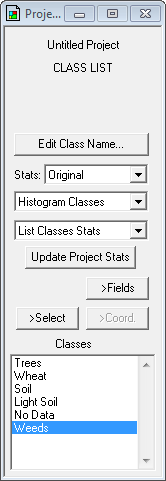 Proje...
Untitled Project
CLASS LIST
Edit Class Name...
Stats: Original
Histogram Classes
List Classes Stats
Update Project Stats
>Fields
>Select >Coord.
Classes
Trees
Wheat
Soil
Light Soil
No Data
Weeds